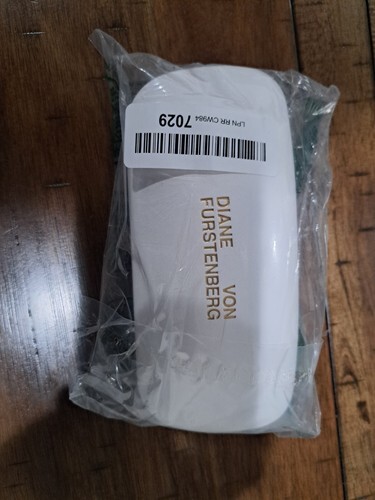 LPN RR CW984 7029
DIANE VON
FURSTENBERG